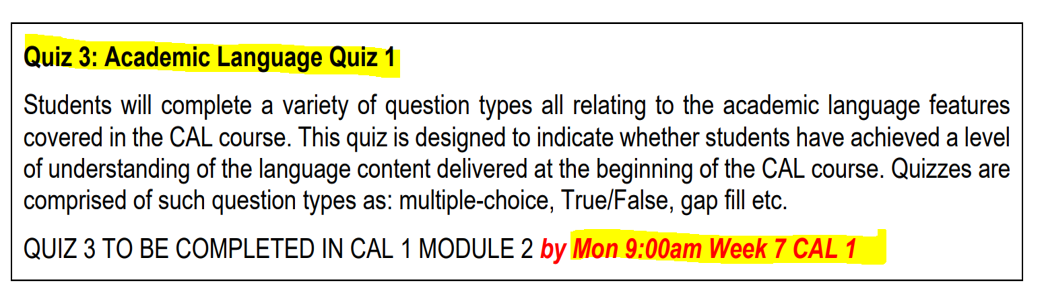 Quiz 3: Academic Language Quiz 1
Students will complete a variety of question types all relating to the academic language features
covered in the CAL course. This quiz is designed to indicate whether students have achieved a level
of understanding of the language content delivered at the beginning of the CAL course. Quizzes are
comprised of such question types as: multiple-choice, True/False, gap fill etc.
QUIZ 3 TO BE COMPLETED IN CAL 1 MODULE 2 by Mon 9:00am Week 7 CAL 1